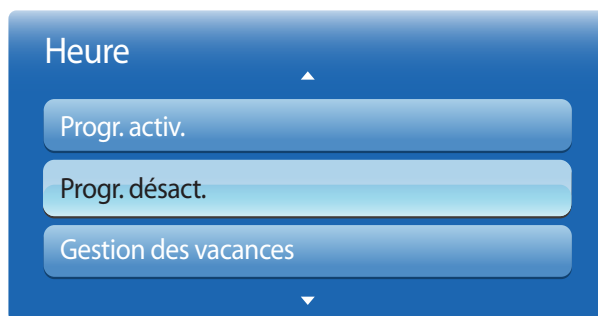 Heure
Progr. activ.
Progr. désact.
Gestion des vacances